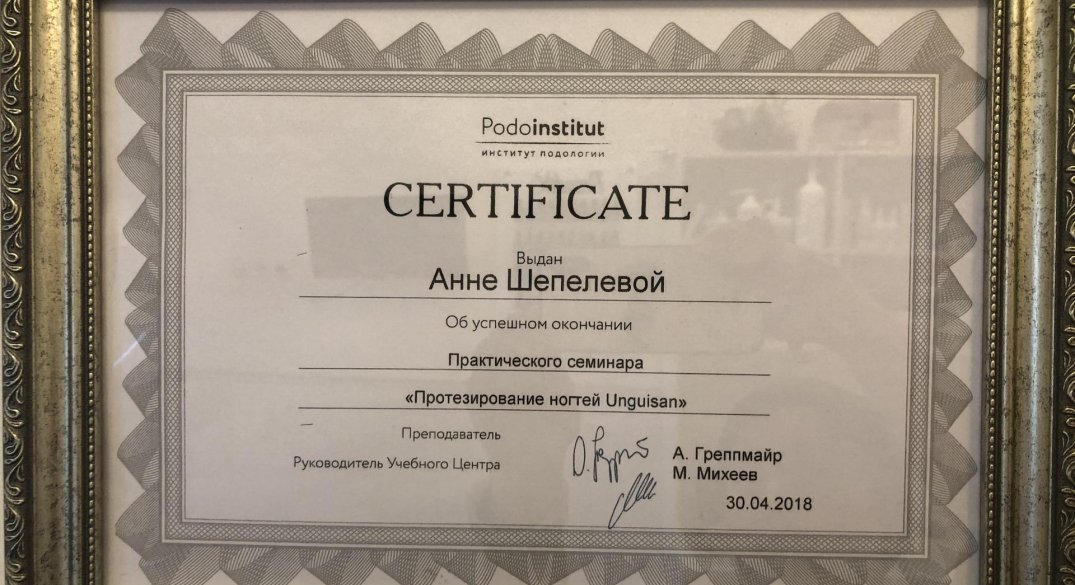 Podoinstitut
ИНСТИТУТ ПОДОЛОГИИ
CERTIFICATE
Выдан
Анне Шепелевой
Об успешном окончании
Практического семинара
«Протезирование ногтей Unguisan»
Преподаватель
А. Греппмайр
Руководитель Учебного Центра
М. Михеев
30.04.2018